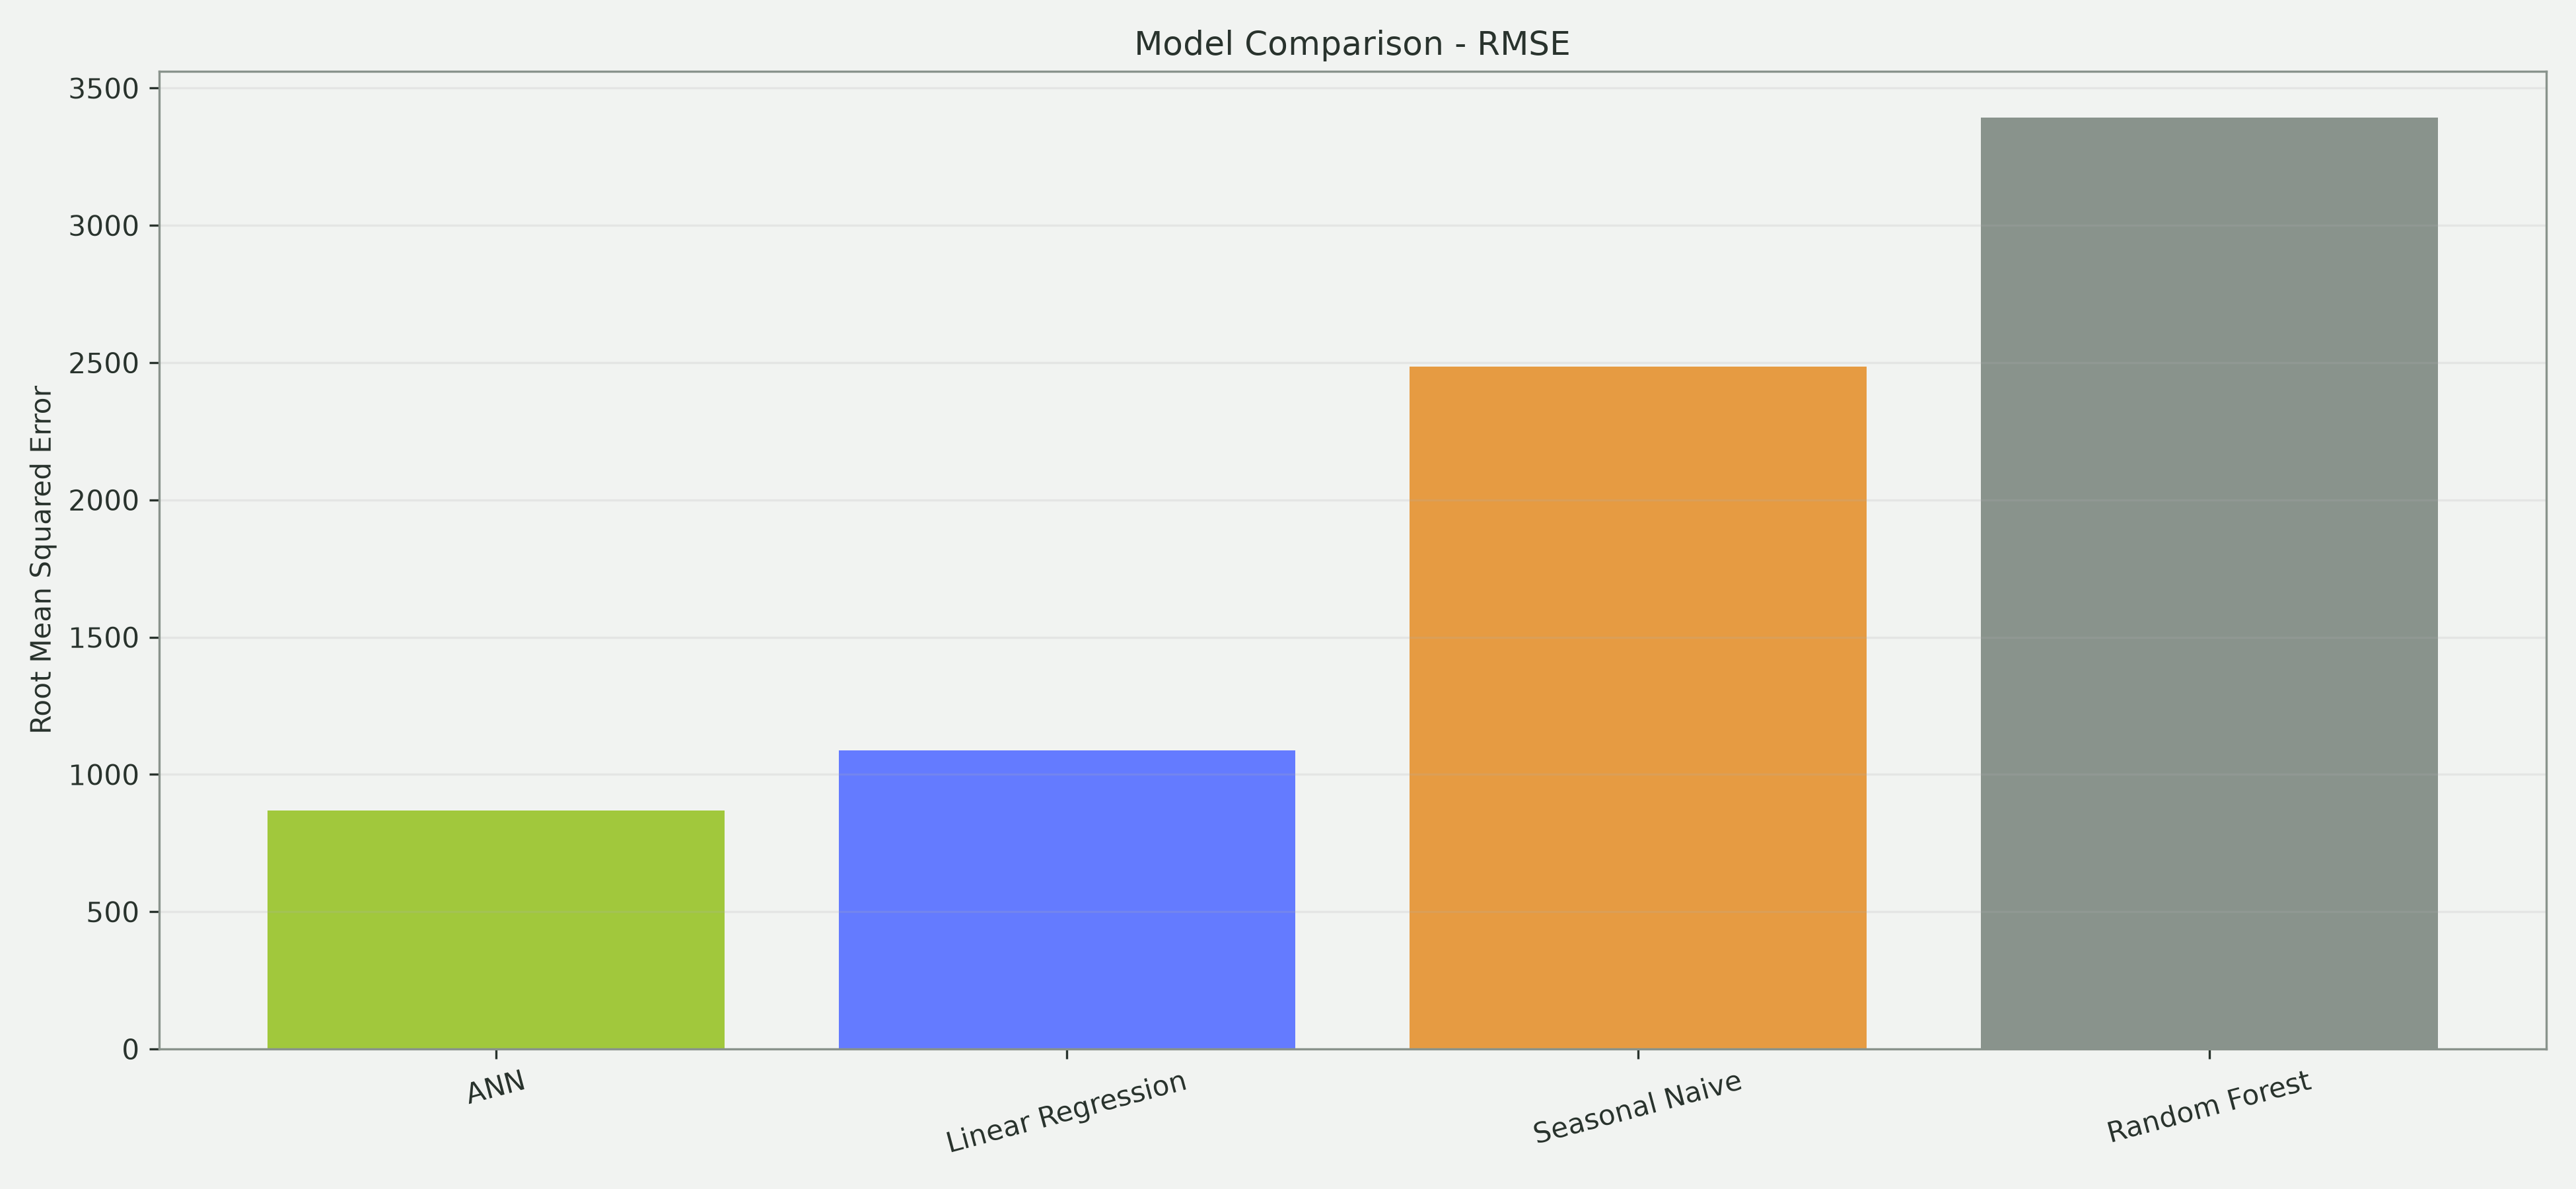 Model Comparison - RMSE
Root Mean Squared Error
3500
3000
2500
2000
1500
1000
500
0
ANN
Linear Regression
Seasonal Naive
Random Forest